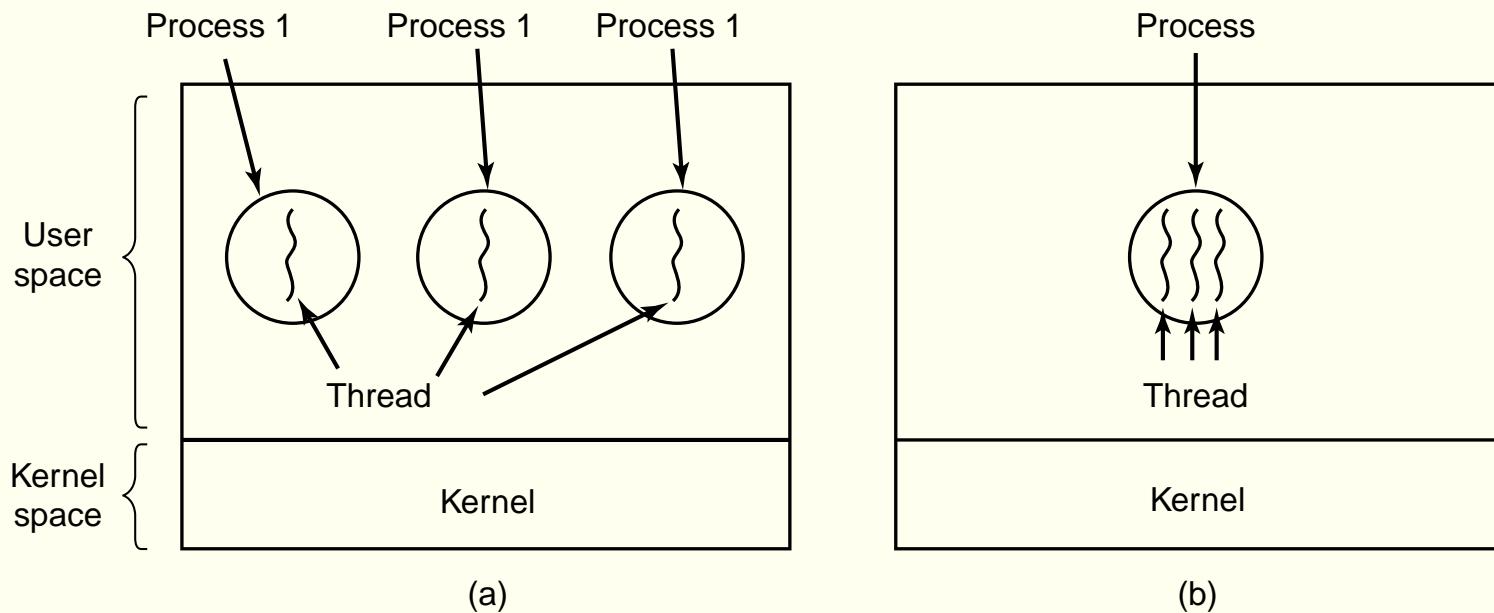 Process 1
Process 1
Process 1
User
space
Thread
Kernel
space
Kernel
(a)
Process
Thread
Kernel
(b)